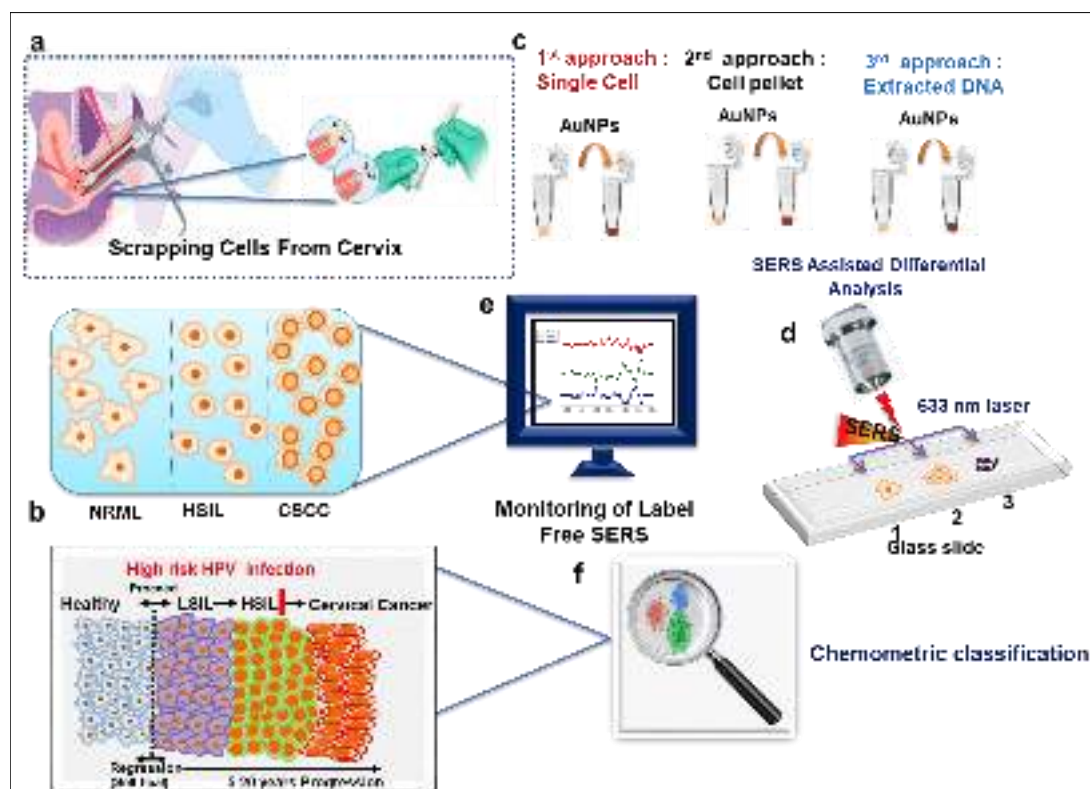 a
Scrapping Cells From Cervix
c
1st approach :
Single Cell
AuNPs
2nd approach :
Cell pellet
AuNPs
3rd approach :
Extracted DNA
AuNPs
SERS Assisted Differential
Analysis
d
633 nm laser
SERS
1
2
3
Glass slide
e
Monitoring of Label
Free SERS
NRML
HSIL
CSCC
b
High risk HPV Infection
Healthy
LSIL
HSIL
Cervical Cancer
Regression
years Progression
f
Chemometric classification